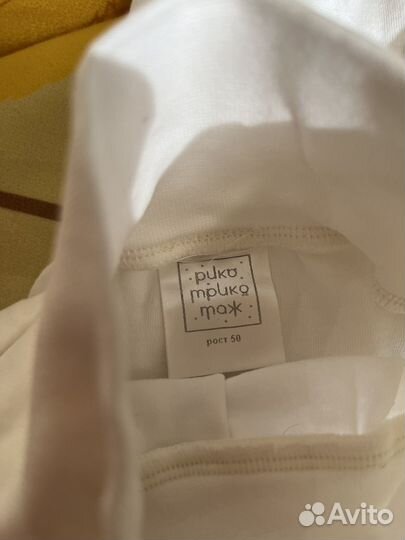 рико
трико
таж
рост 50
Avito